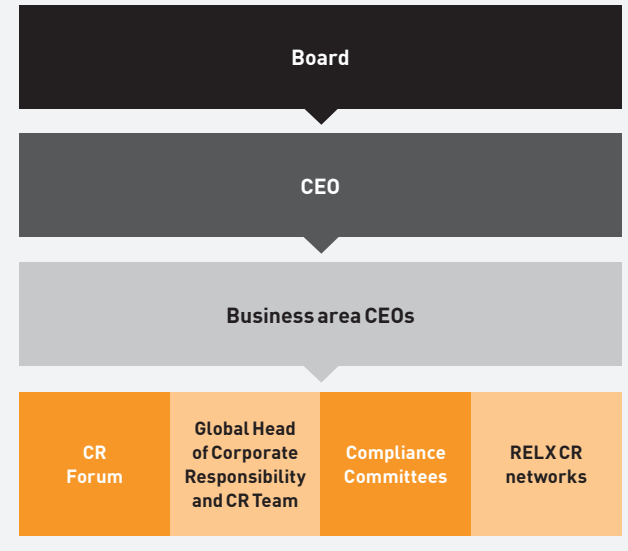 Board
CEO
Business area CEOs
CR
Forum
Global Head
of Corporate
Responsibility
and CR Team
Compliance
Committees
RELX CR
networks